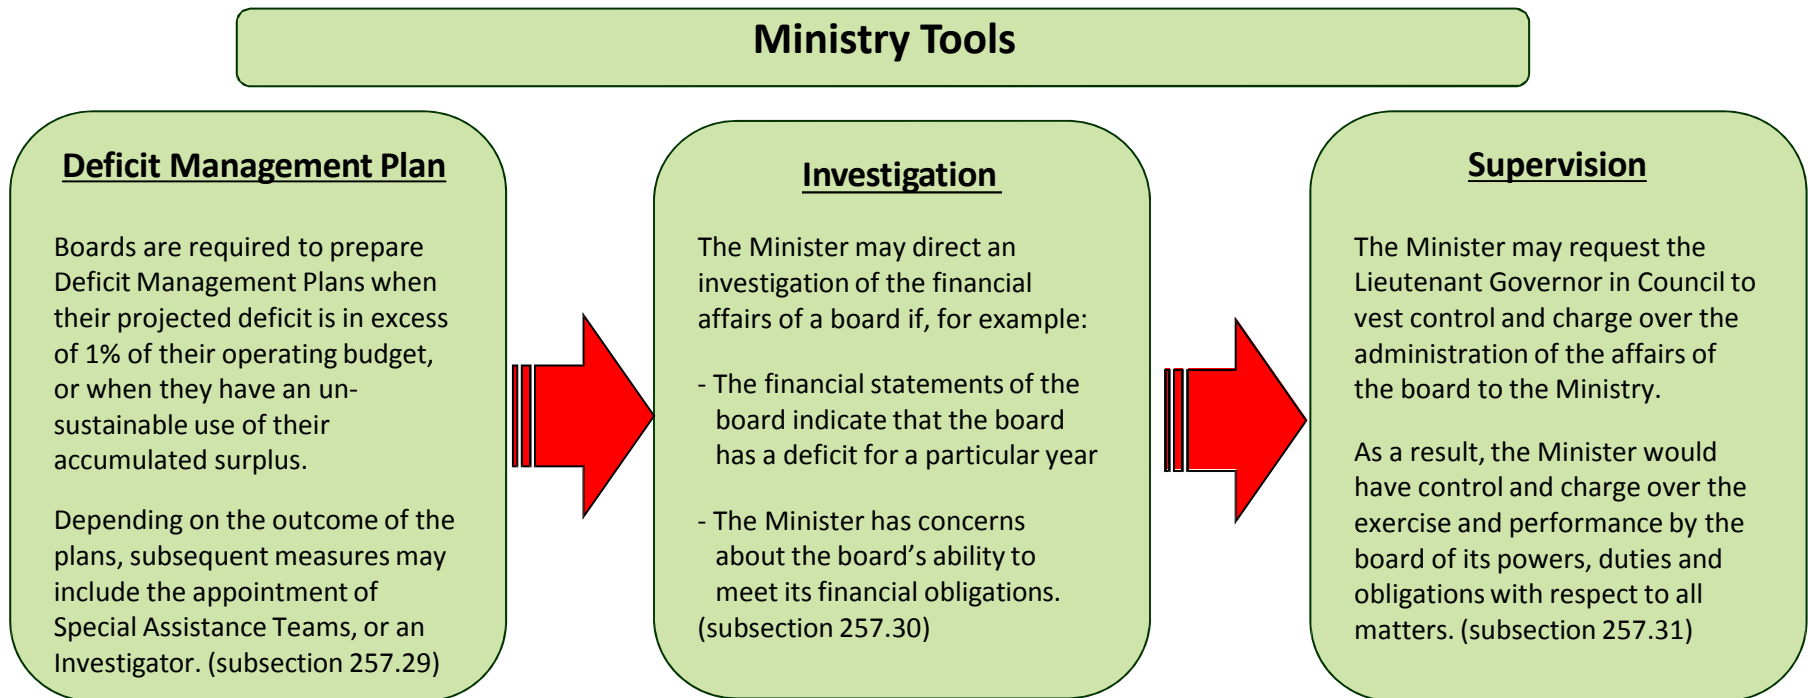 Ministry Tools
Deficit Management Plan
Boards are required to prepare
Deficit Management Plans when
their projected deficit is in excess
of 1% of their operating budget,
or when they have an un-
sustainable use of their
accumulated surplus.
Depending on the outcome of the
plans, subsequent measures may
include the appointment of
Special Assistance Teams, or an
Investigator. (subsection 257.29)
Investigation
The Minister may direct an
investigation of the financial
affairs of a board if, for example:
- The financial statements of the
board indicate that the board
has a deficit for a particular year
- The Minister has concerns
about the board’s ability to
meet its financial obligations.
(subsection 257.30)
Supervision
The Minister may request the
Lieutenant Governor in Council to
vest control and charge over the
administration of the affairs of
the board to the Ministry.
As a result, the Minister would
have control and charge over the
exercise and performance by the
board of its powers, duties and
obligations with respect to all
matters. (subsection 257.31)